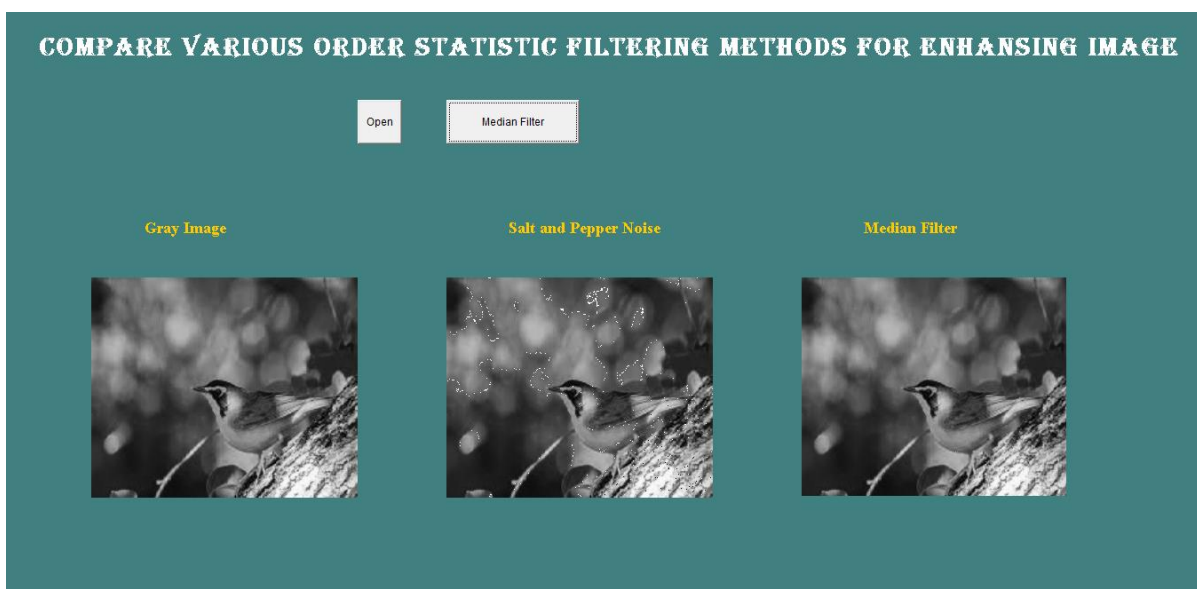 COMPARE VARIOUS ORDER STATISTIC FILTERING METHODS FOR ENHANSING IMAGE
Open Median Filter
Gray Image Salt and Pepper Noise Median Filter